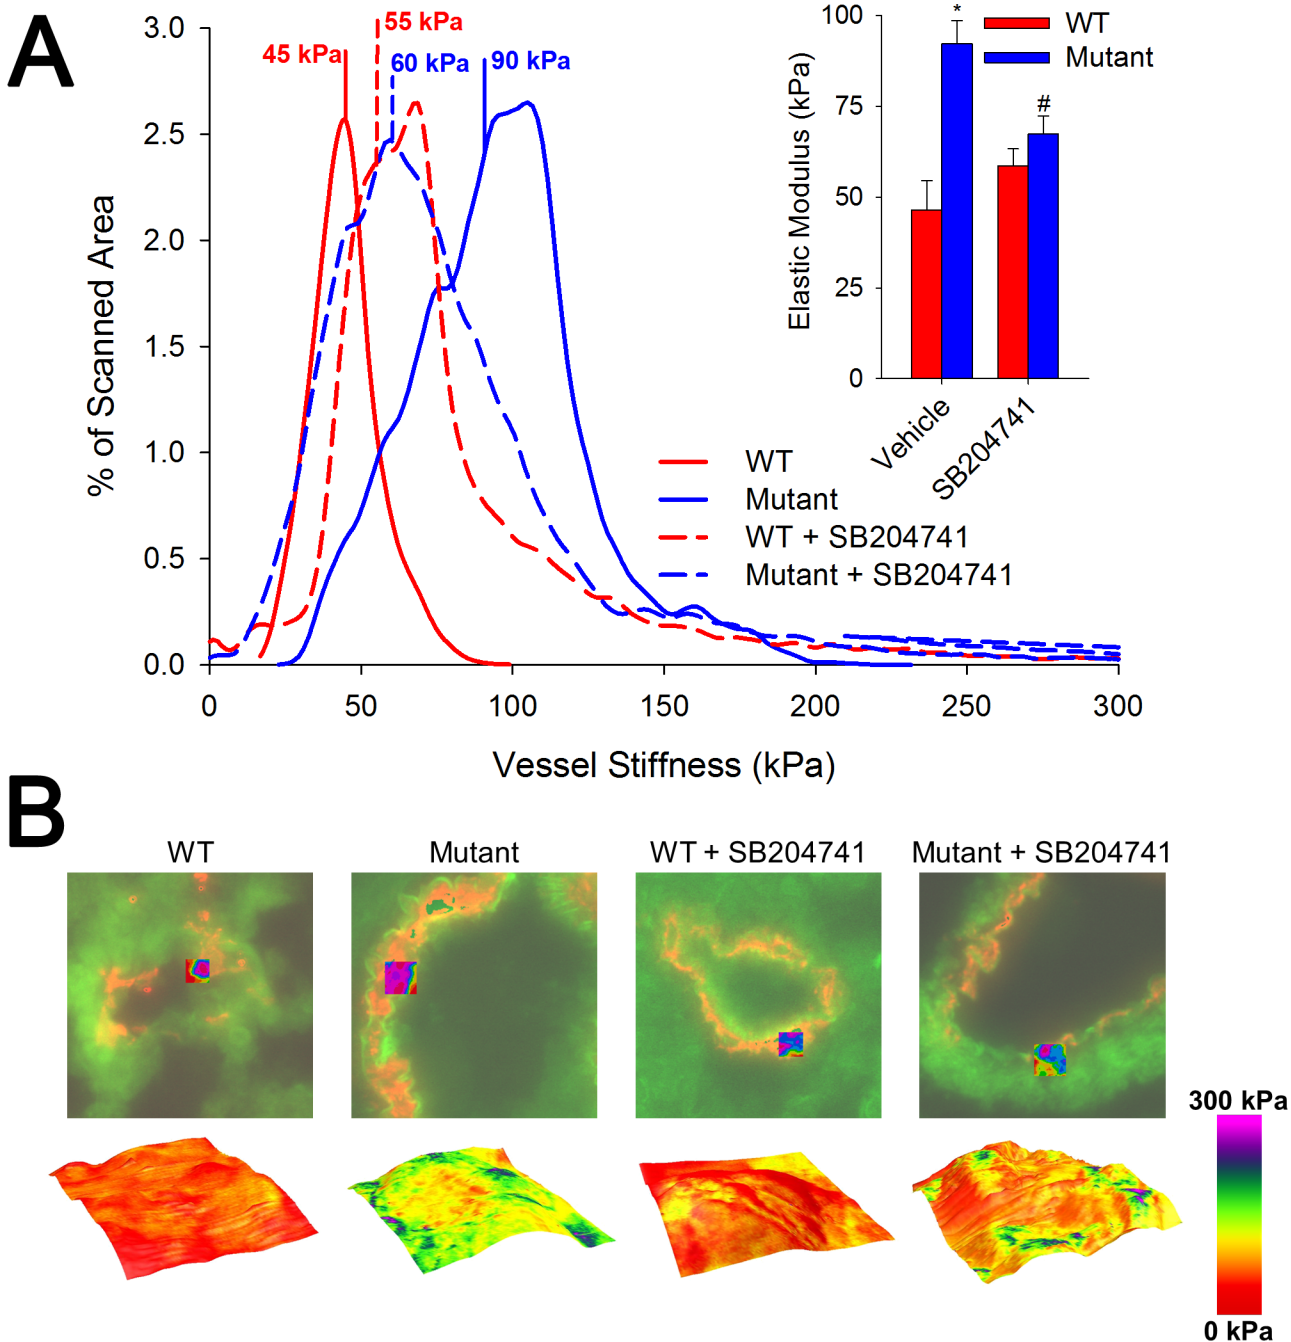 A
55 kPa
45 kPa
60 kPa
90 kPa
3.0
2.5
2.0
1.5
1.0
0.5
0.0
% of Scanned Area
0
50
100
150
200
250
300
Vessel Stiffness (kPa)
WT
Mutant
WT + SB204741
Mutant + SB204741
100
75
50
25
0
Elastic Modulus (kPa)
*
#
WT
Mutant
Vehicle
SB204741
B
WT
Mutant
WT + SB204741
Mutant + SB204741
300 kPa
0 kPa